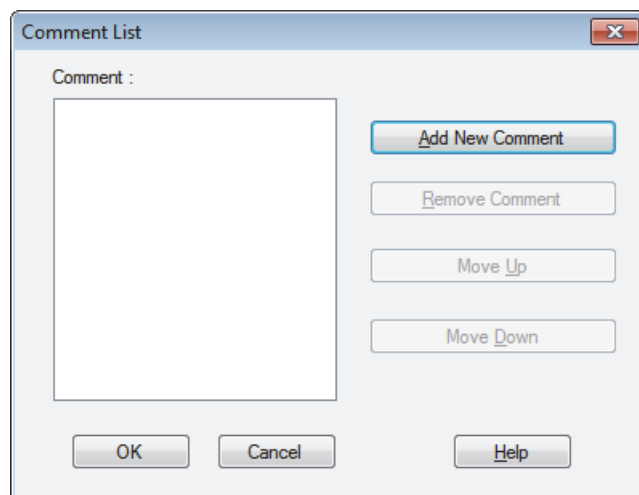 Comment List
Comment :
Add New Comment
Remove Comment
Move Up
Move Down
OK
Cancel
Help